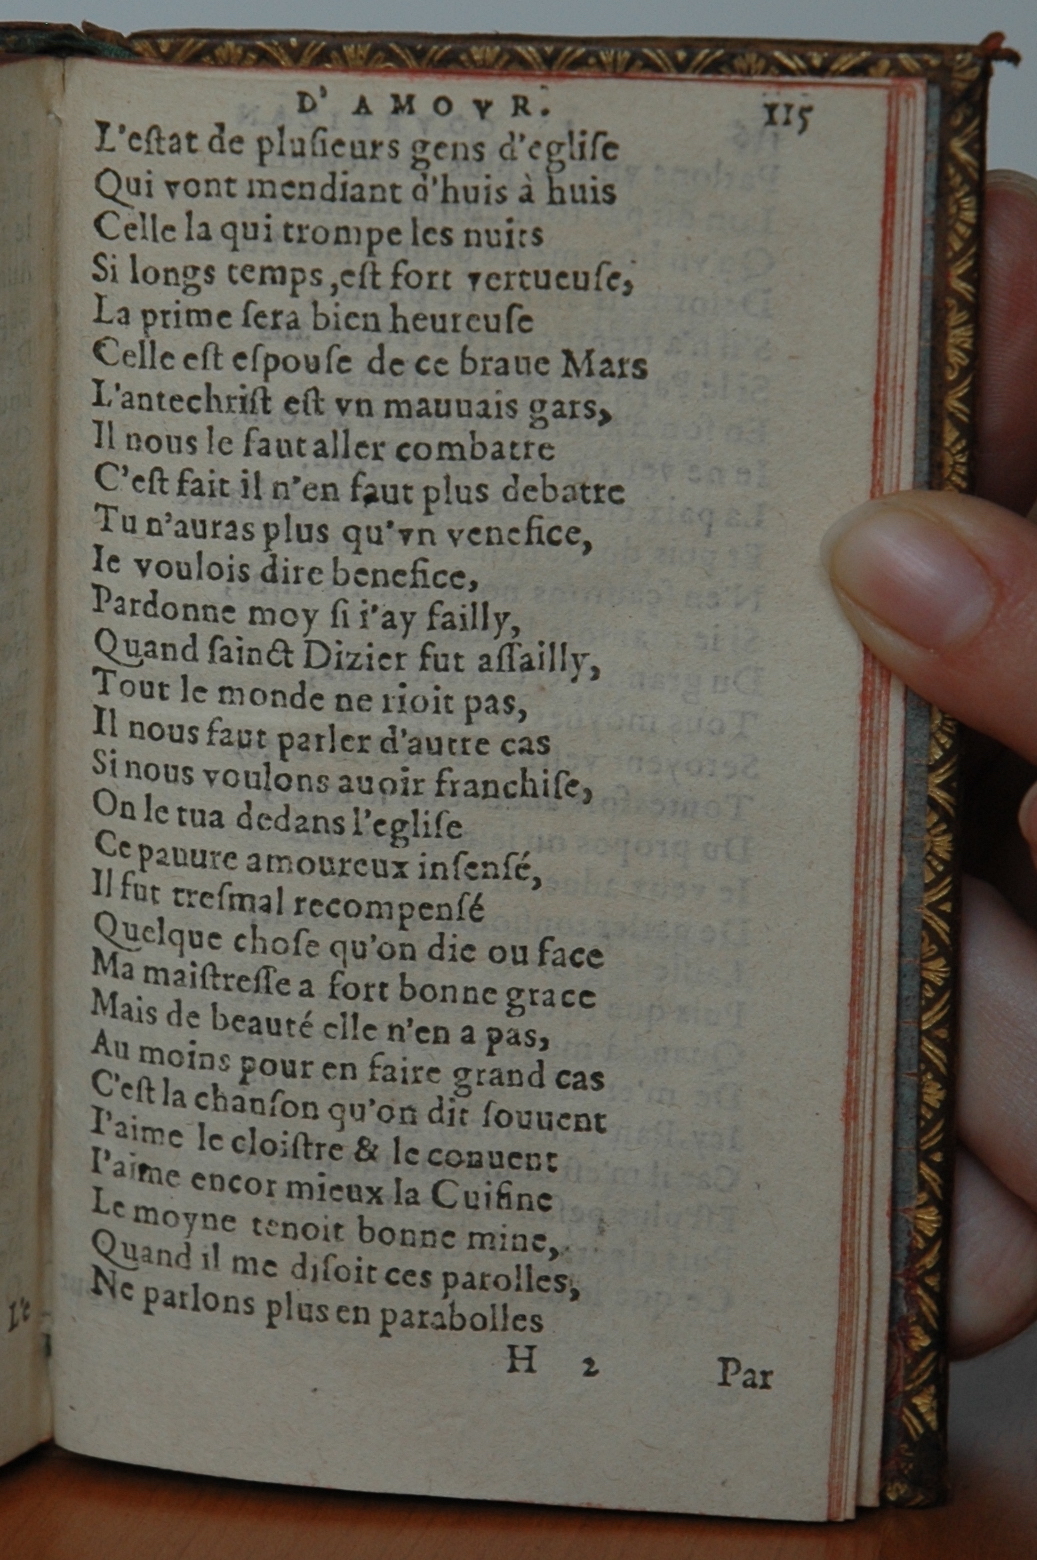 D' AMOVR. 115
L'eſtat de pluſieurs gens d'egliſe
Qui vont mendiant d'huis à huis
Celle la qui trompe les nuits
Si longs temps, eſt fort vertueuſe,
La prime ſera bien heureuſe
Celle eſt eſpouſe de ce braue Mars
L'antechriſt eſt vn mauuais gars,
Il nous le faut aller combatre
C'eſt fait il n'en faut plus debatre
Tu n'auras plus qu'vn venefice,
Ie voulois dire benefice,
Pardonne moy ſi i'ay failly,
Quand ſainct Dizier fut aſſailly,
Tout le monde ne rioit pas,
Il nous faut parler d'autre cas
Si nous voulons auoir franchiſe,
On le tua dedans l'egliſe
Ce pauure amoureux inſenſé,
Il fut treſmal recompenſé
Quelque choſe qu'on die ou face
Ma maiſtreſſe a fort bonne grace
Mais de beauté elle n'en a pas,
Au moins pour en faire grand cas
C'eſt la chanſon qu'on dit ſouuent
I'aime le cloiſtre & le conuent
I'aime encor mieux la Cuiſine
Le moyne tenoit bonne mine,
Quand il me diſoit ces parolles,
Ne parlons plus en parabolles
H 2 Par
L'e